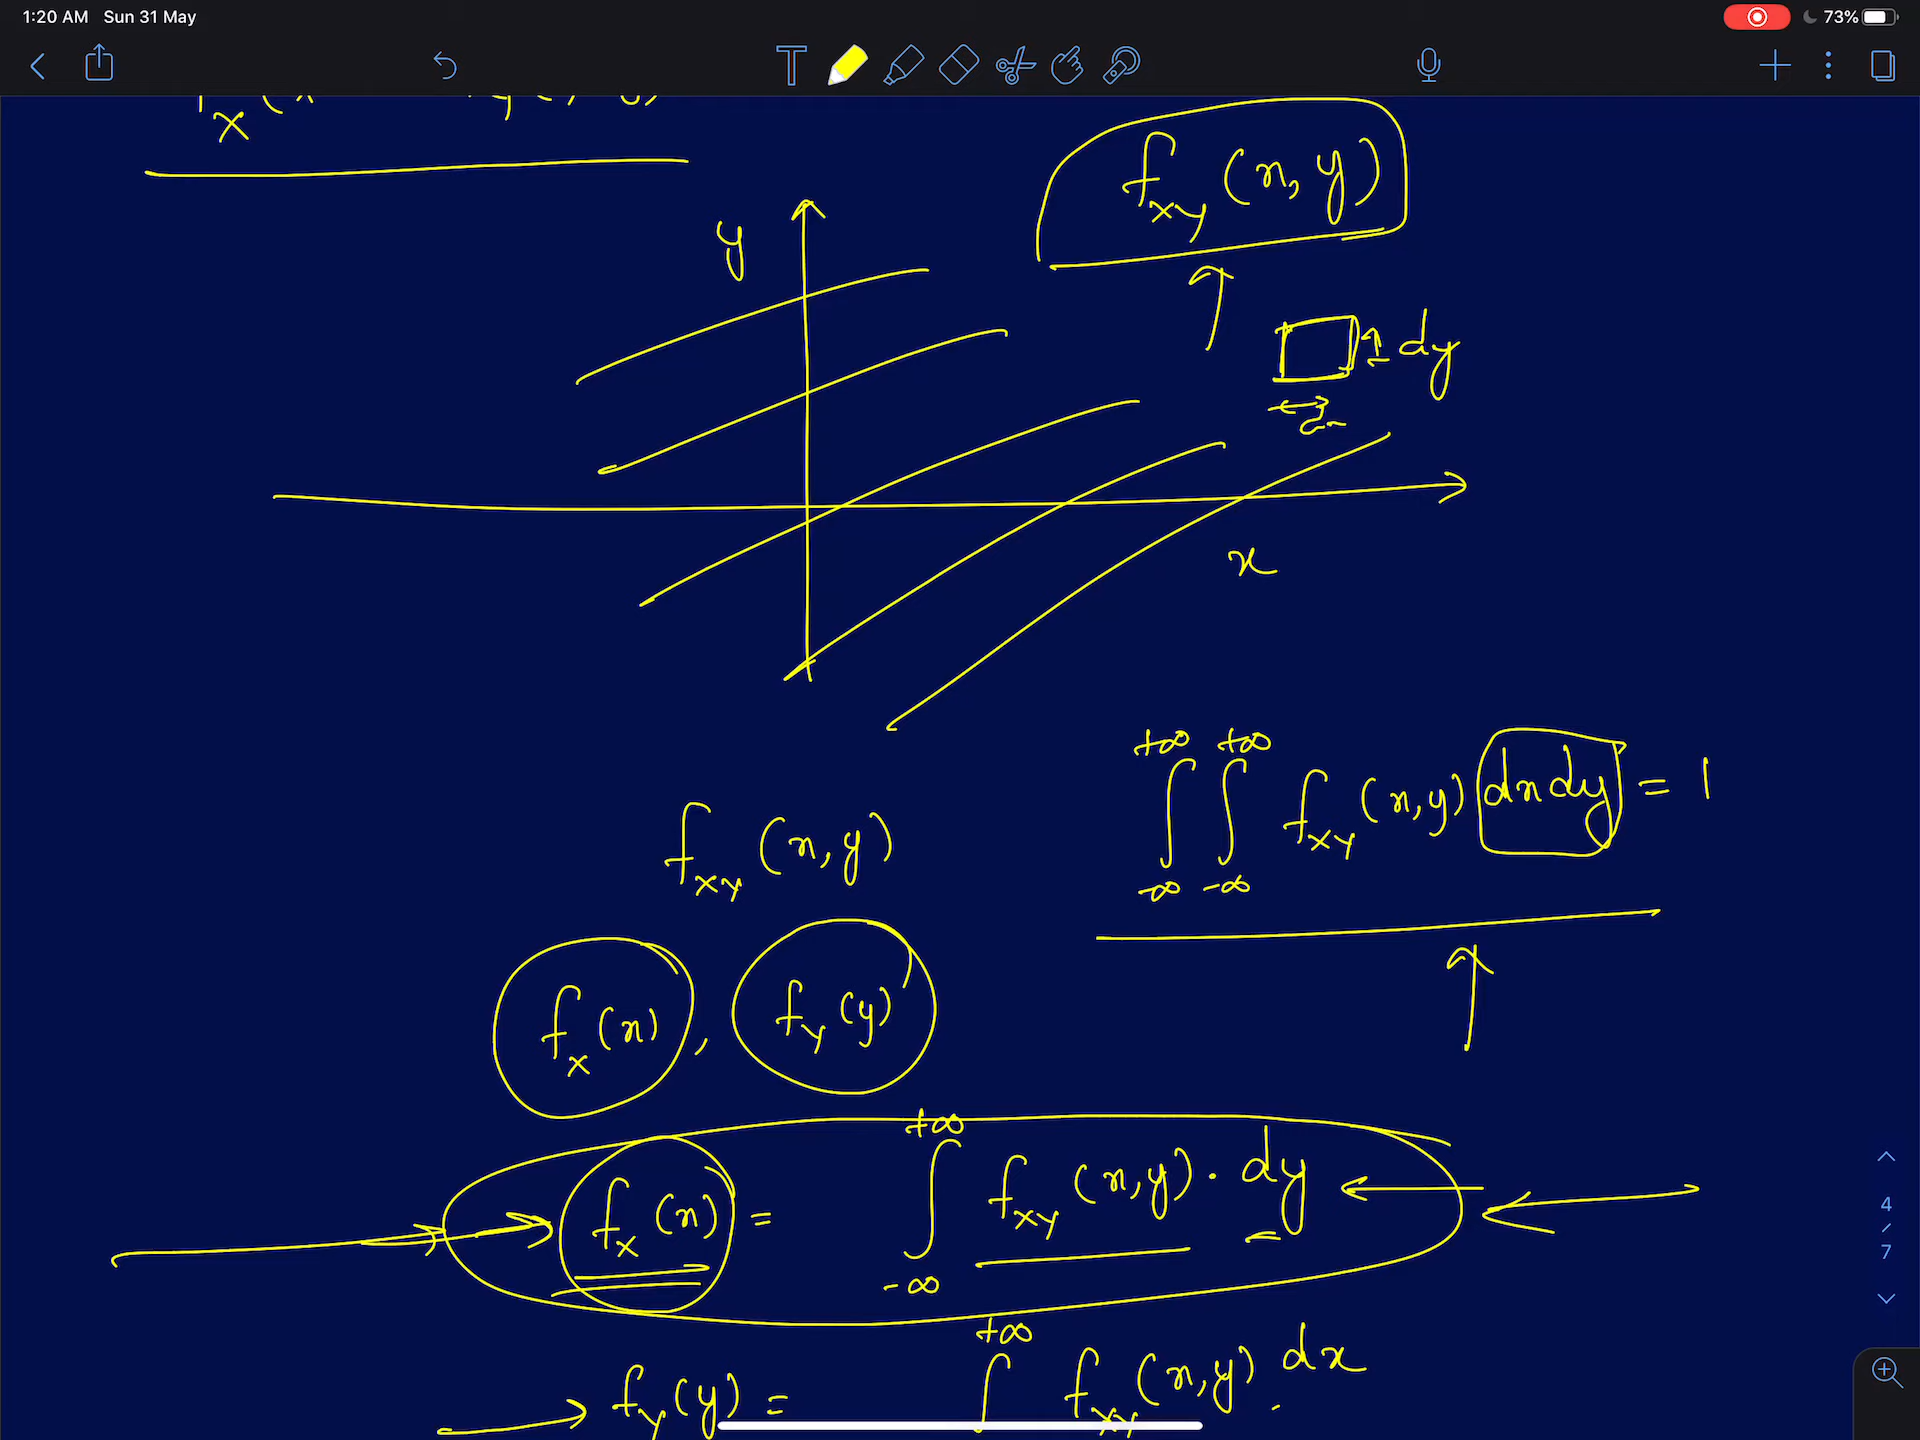 1:20 AM Sun 31 May
73%
f_XY (x, y)
y
dy
x
∫_{-∞}^{+∞} ∫_{-∞}^{+∞} f_XY (x, y) dx dy = 1
f_XY (x, y)
f_X (x), f_Y (y)
f_X (x) = ∫_{-∞}^{+∞} f_XY (x, y) · dy
f_Y (y) = ∫^{+∞} f_XY (x, y) dx
4
/
7